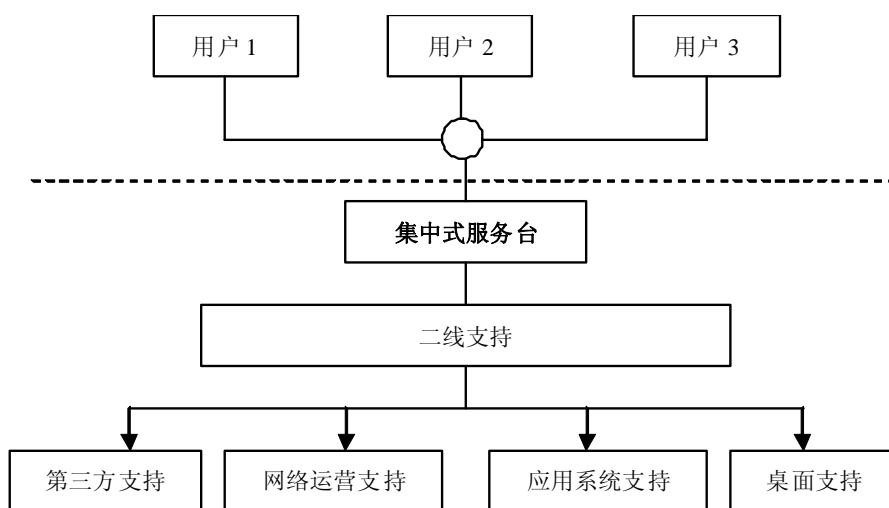 用户 1
用户 2
用户 3
集中式服务台
二线支持
第三方支持
网络运营支持
应用系统支持
桌面支持